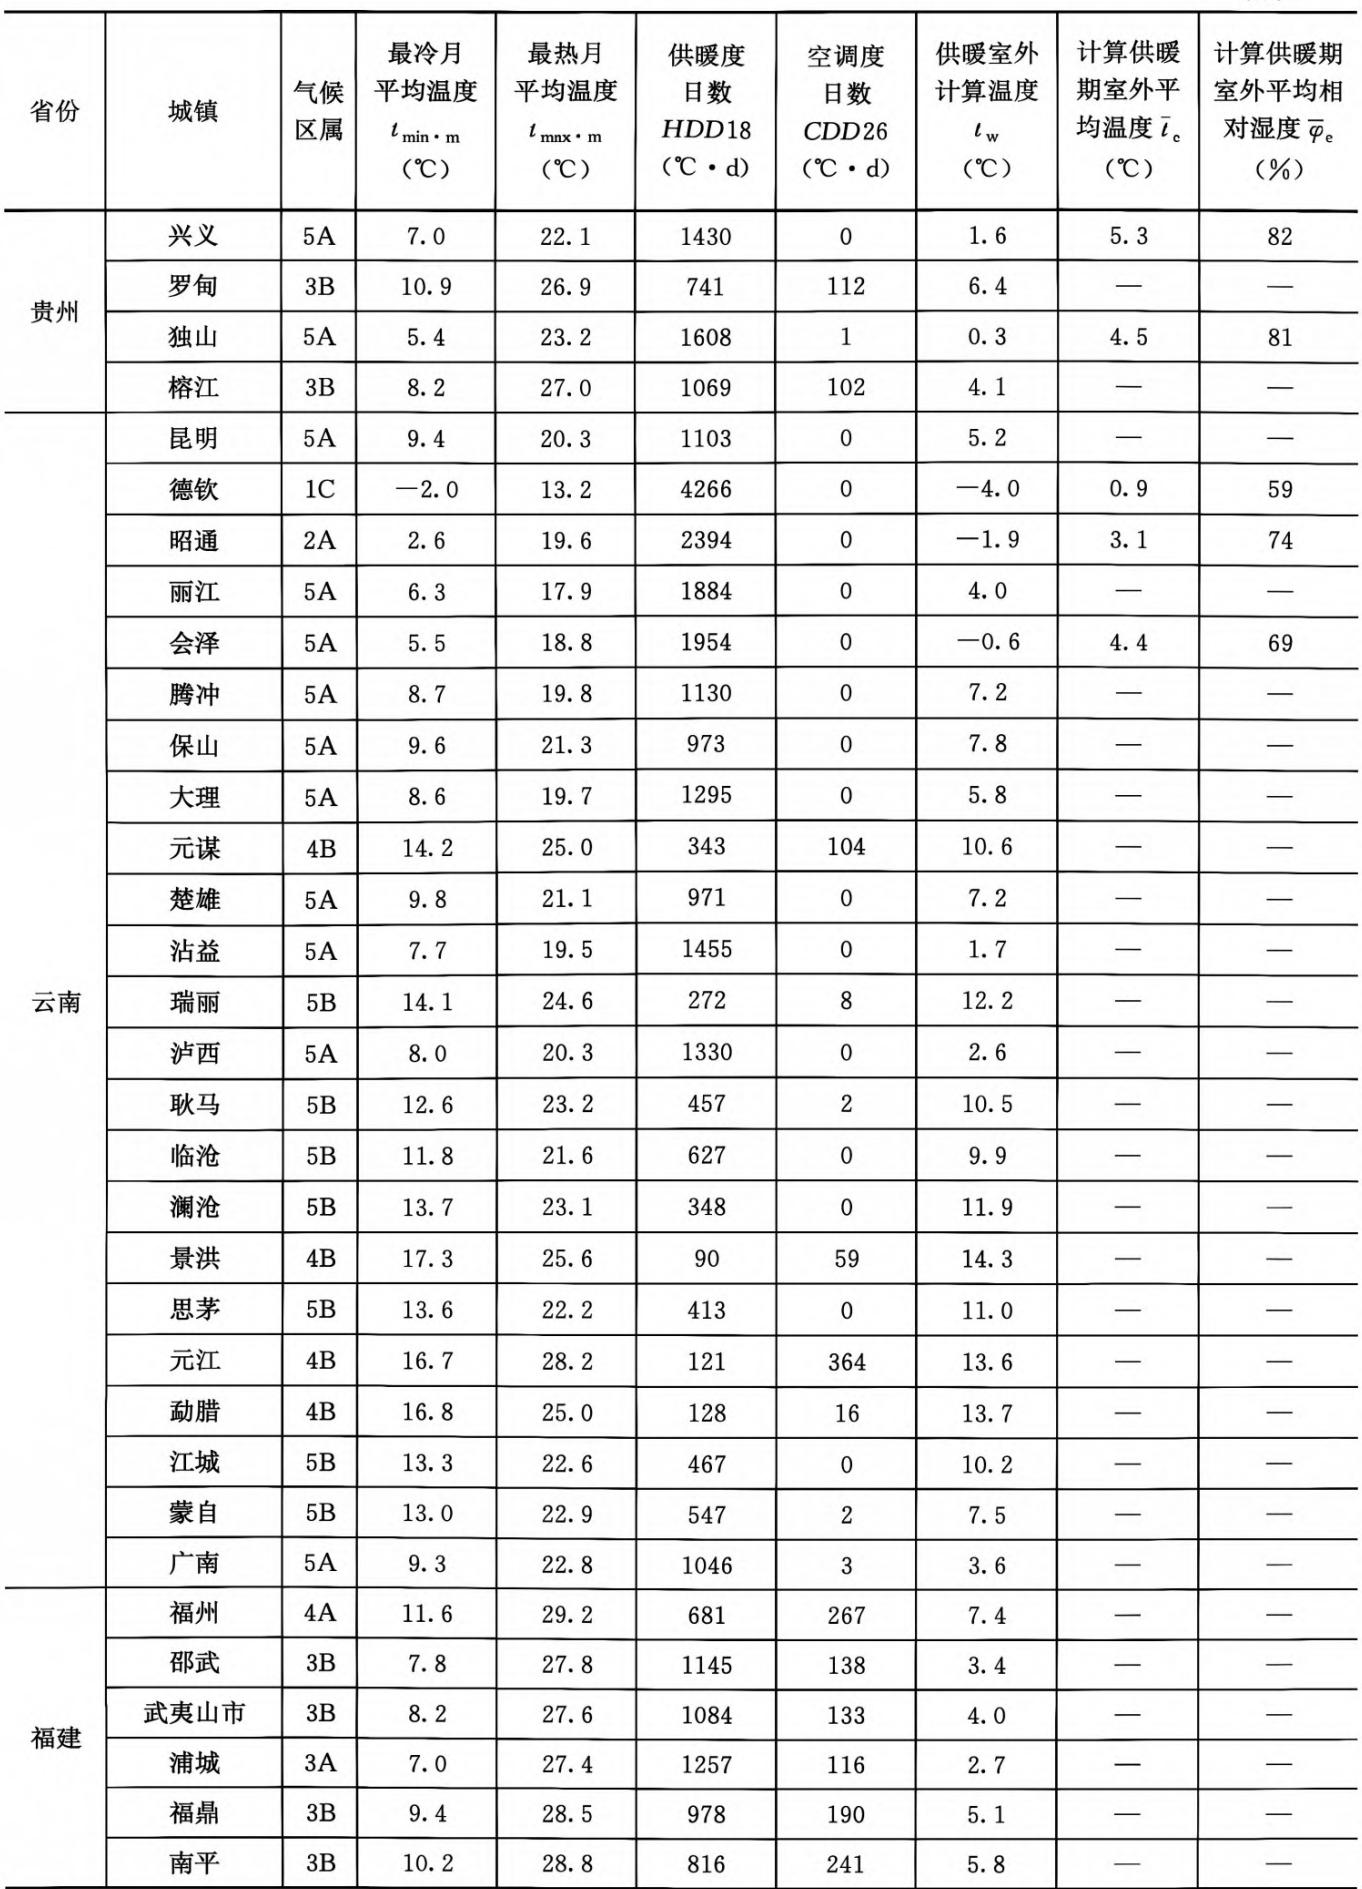 省份 城镇 气候区属 最冷月平均温度 t min·m (℃) 最热月平均温度 t max·m (℃) 供暖度日数 HDD18 (℃·d) 空调度日数 CDD26 (℃·d) 供暖室外计算温度 t w (℃) 计算供暖期室外平均温度 t̄ e (℃) 计算供暖期室外平均相对湿度 φ̄ e (%)
贵州 兴义 5A 7.0 22.1 1430 0 1.6 5.3 82
罗甸 3B 10.9 26.9 741 112 6.4 — —
独山 5A 5.4 23.2 1608 1 0.3 4.5 81
榕江 3B 8.2 27.0 1069 102 4.1 — —
云南 昆明 5A 9.4 20.3 1103 0 5.2 — —
德钦 1C −2.0 13.2 4266 0 −4.0 0.9 59
昭通 2A 2.6 19.6 2394 0 −1.9 3.1 74
丽江 5A 6.3 17.9 1884 0 4.0 — —
会泽 5A 5.5 18.8 1954 0 −0.6 4.4 69
腾冲 5A 8.7 19.8 1130 0 7.2 — —
保山 5A 9.6 21.3 973 0 7.8 — —
大理 5A 8.6 19.7 1295 0 5.8 — —
元谋 4B 14.2 25.0 343 104 10.6 — —
楚雄 5A 9.8 21.1 971 0 7.2 — —
沾益 5A 7.7 19.5 1455 0 1.7 — —
瑞丽 5B 14.1 24.6 272 8 12.2 — —
泸西 5A 8.0 20.3 1330 0 2.6 — —
耿马 5B 12.6 23.2 457 2 10.5 — —
临沧 5B 11.8 21.6 627 0 9.9 — —
澜沧 5B 13.7 23.1 348 0 11.9 — —
景洪 4B 17.3 25.6 90 59 14.3 — —
思茅 5B 13.6 22.2 413 0 11.0 — —
元江 4B 16.7 28.2 121 364 13.6 — —
勐腊 4B 16.8 25.0 128 16 13.7 — —
江城 5B 13.3 22.6 467 0 10.2 — —
蒙自 5B 13.0 22.9 547 2 7.5 — —
广南 5A 9.3 22.8 1046 3 3.6 — —
福建 福州 4A 11.6 29.2 681 267 7.4 — —
邵武 3B 7.8 27.8 1145 138 3.4 — —
武夷山市 3B 8.2 27.6 1084 133 4.0 — —
浦城 3A 7.0 27.4 1257 116 2.7 — —
福鼎 3B 9.4 28.5 978 190 5.1 — —
南平 3B 10.2 28.8 816 241 5.8 — —